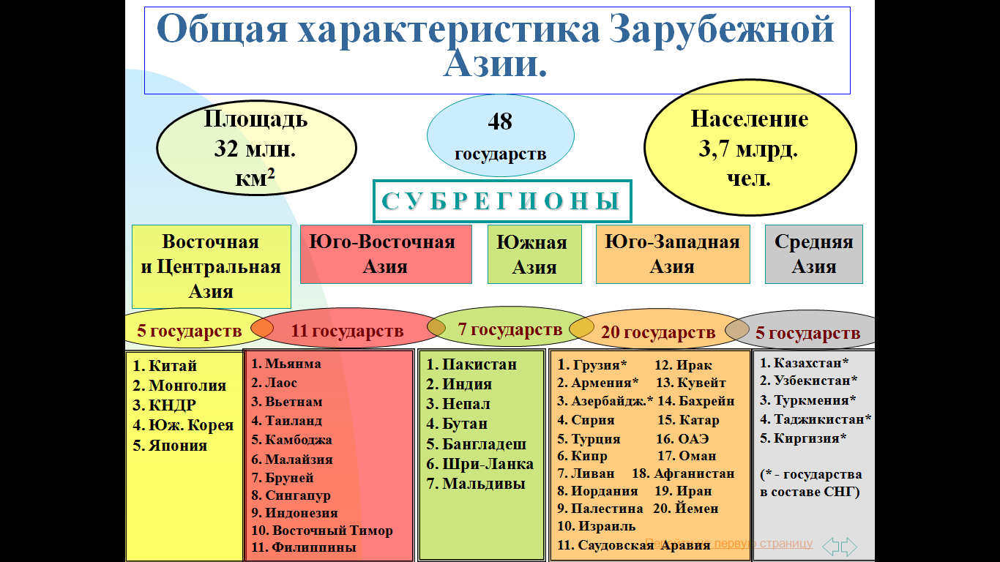 Общая характеристика Зарубежной
Азии.
Площадь
32 млн.
км²
48
государств
Население
3,7 млрд.
чел.
СУБРЕГИОНЫ
Восточная
и Центральная
Азия
Юго-Восточная
Азия
Южная
Азия
Юго-Западная
Азия
Средняя
Азия
5 государств
11 государств
7 государств
20 государств
5 государств
1. Китай
2. Монголия
3. КНДР
4. Юж. Корея
5. Япония
1. Мьянма
2. Лаос
3. Вьетнам
4. Таиланд
5. Камбоджа
6. Малайзия
7. Бруней
8. Сингапур
9. Индонезия
10. Восточный Тимор
11. Филиппины
1. Пакистан
2. Индия
3. Непал
4. Бутан
5. Бангладеш
6. Шри-Ланка
7. Мальдивы
1. Грузия* 12. Ирак
2. Армения* 13. Кувейт
3. Азербайдж.* 14. Бахрейн
4. Сирия 15. Катар
5. Турция 16. ОАЭ
6. Кипр 17. Оман
7. Ливан 18. Афганистан
8. Иордания 19. Иран
9. Палестина 20. Йемен
10. Израиль
11. Саудовская Аравия
1. Казахстан*
2. Узбекистан*
3. Туркмения*
4. Таджикистан*
5. Киргизия*
(* - государства
в составе СНГ)
Перейти на первую страницу